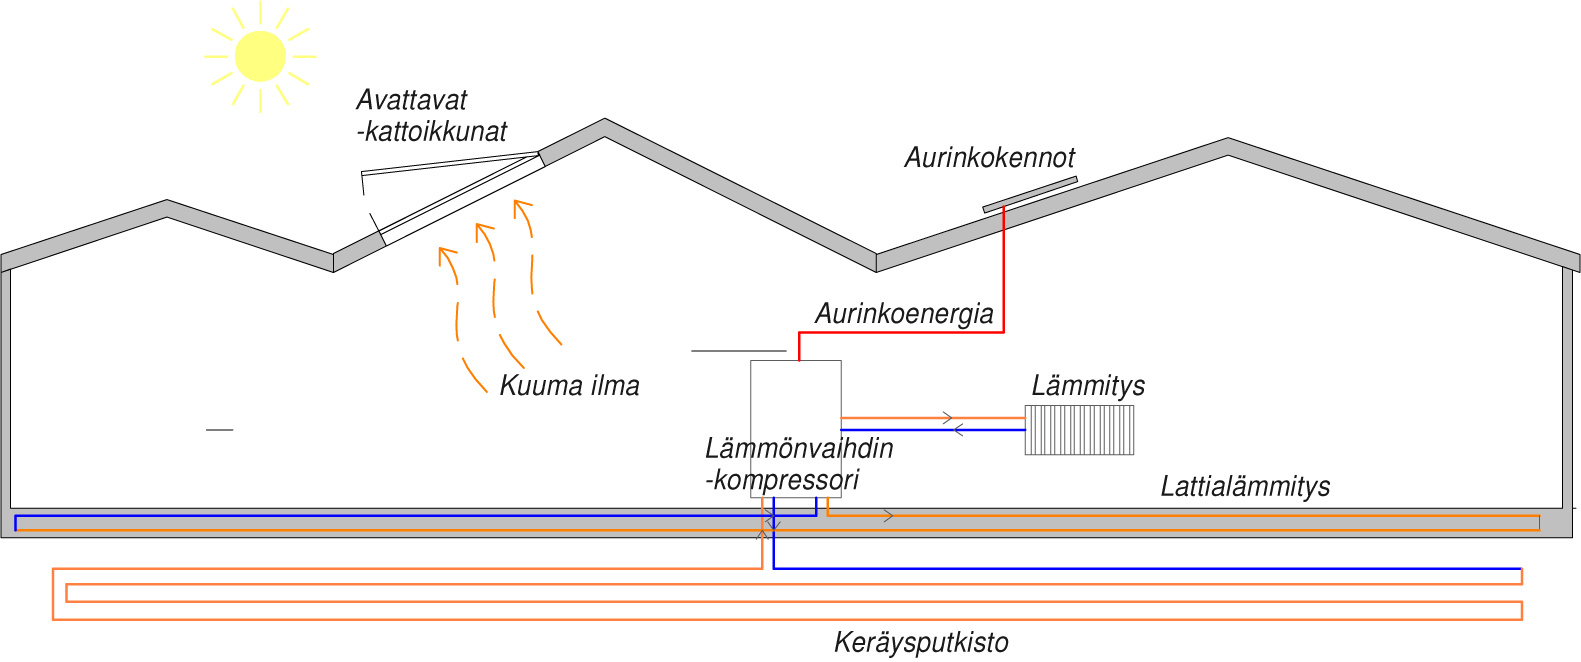 Avattavat
-kattoikkunat
Aurinkokennot
Aurinkoenergia
Kuuma ilma
Lämmitys
Lämmönvaihdin
-kompressori
Lattialämmitys
Keräysputkisto